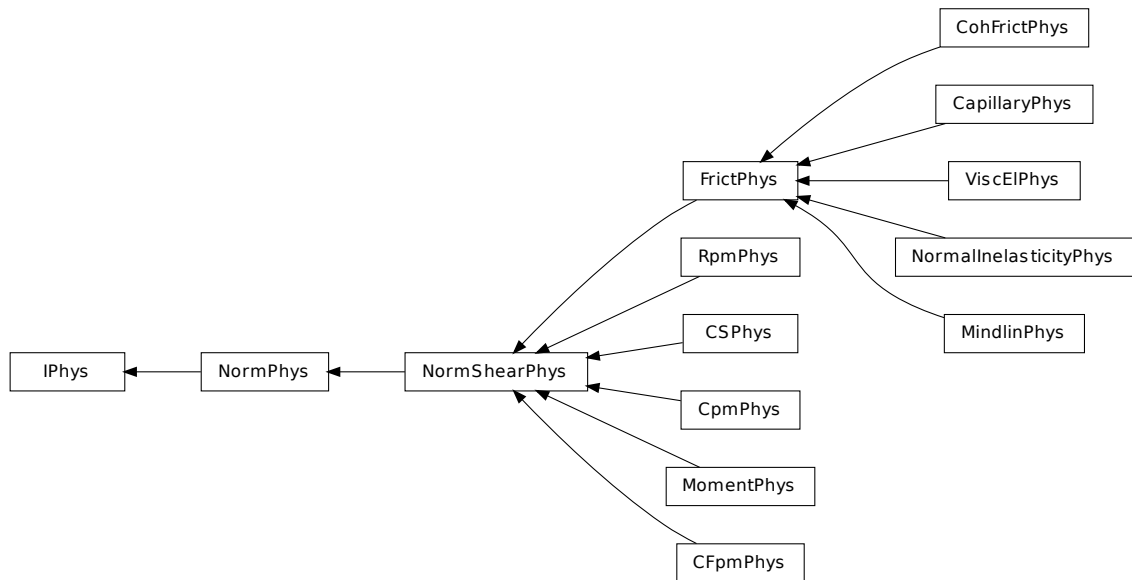 CohFrictPhys
CapillaryPhys
FrictPhys
ViscElPhys
RpmPhys
NormalInelasticityPhys
CSPhys
MindlinPhys
IPhys
NormPhys
NormShearPhys
CpmPhys
MomentPhys
CFpmPhys